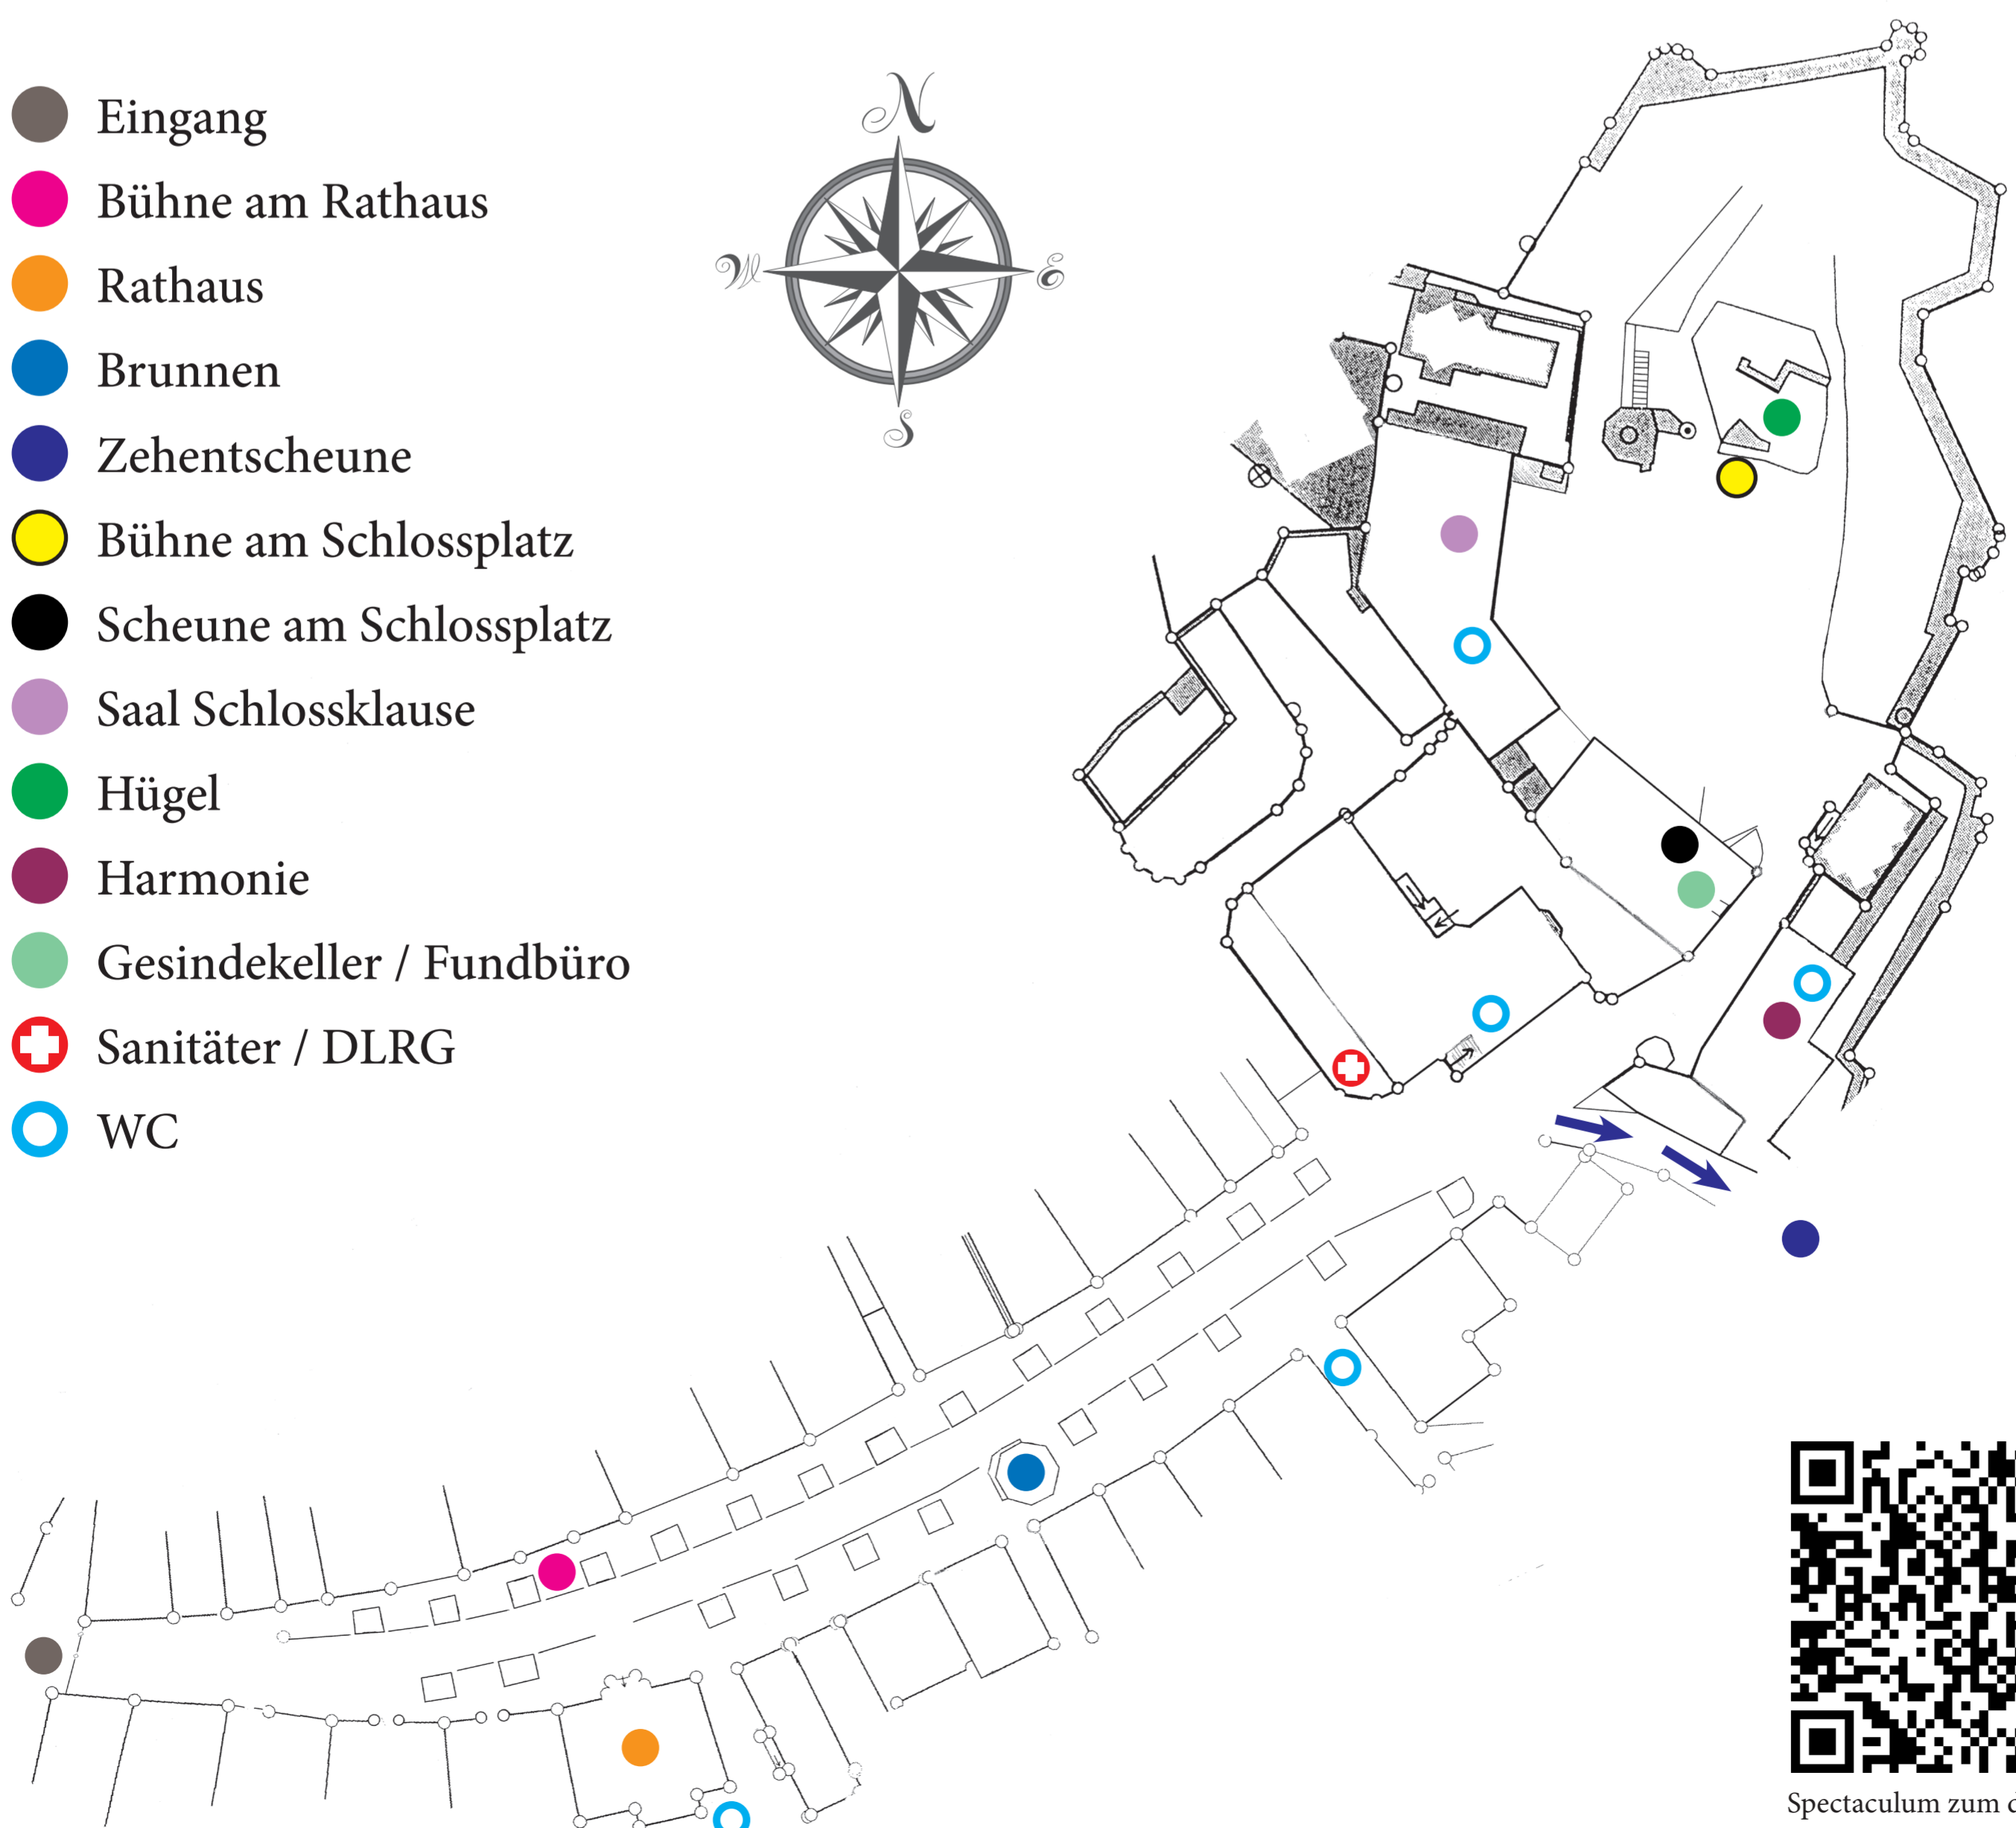 Eingang
Bühne am Rathaus
Rathaus
Brunnen
Zehentscheune
Bühne am Schlossplatz
Scheune am Schlossplatz
Saal Schlossklause
Hügel
Harmonie
Gesindekeller / Fundbüro
Sanitäter / DLRG
WC
N
W
E
S
Spectaculum zum d